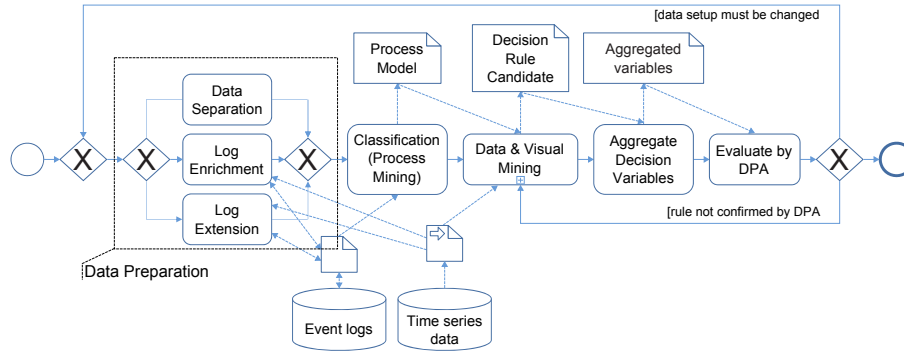 [data setup must be changed
Process
Model
Decision
Rule
Candidate
Aggregated
variables
Data
Separation
X
X
Log
Enrichment
X
Classification
(Process
Mining)
Data & Visual
Mining
Aggregate
Decision
Variables
Evaluate by
DPA
X
Log
Extension
[rule not confirmed by DPA
Data Preparation
Event logs
Time series
data